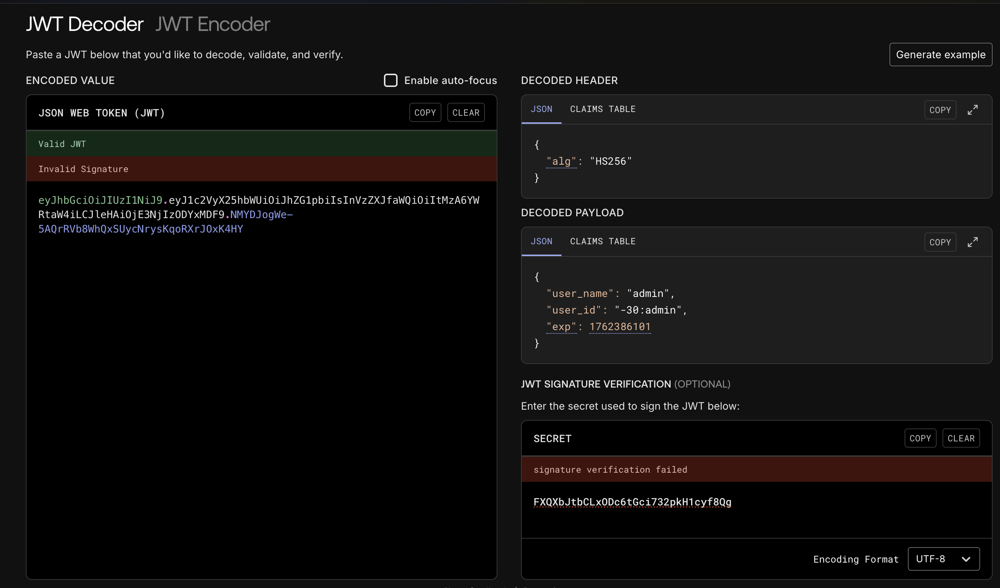 JWT Decoder JWT Encoder
Paste a JWT below that you'd like to decode, validate, and verify.
Generate example
ENCODED VALUE
Enable auto-focus
JSON WEB TOKEN (JWT)
COPY
CLEAR
Valid JWT
Invalid Signature
eyJhbGciOiJIUzI1NiJ9.eyJ1c2VyX25hbWUiOiJhZG1pbiIsInVzZXJfaWQiOiItMzA6YW
RtaW4iLCJleHAiOjE3NjIzODYxMDF9.NMYDJogWe-
5AQrRVb8WhQxSUycNrysKqoRXrJOxK4HY
DECODED HEADER
JSON
CLAIMS TABLE
COPY
{
"alg": "HS256"
}
DECODED PAYLOAD
JSON
CLAIMS TABLE
COPY
{
"user_name": "admin",
"user_id": "-30:admin",
"exp": 1762386101
}
JWT SIGNATURE VERIFICATION (OPTIONAL)
Enter the secret used to sign the JWT below:
SECRET
COPY
CLEAR
signature verification failed
FXQXbJtbCLxODc6tGci732pkH1cyf8Qg
Encoding Format
UTF-8